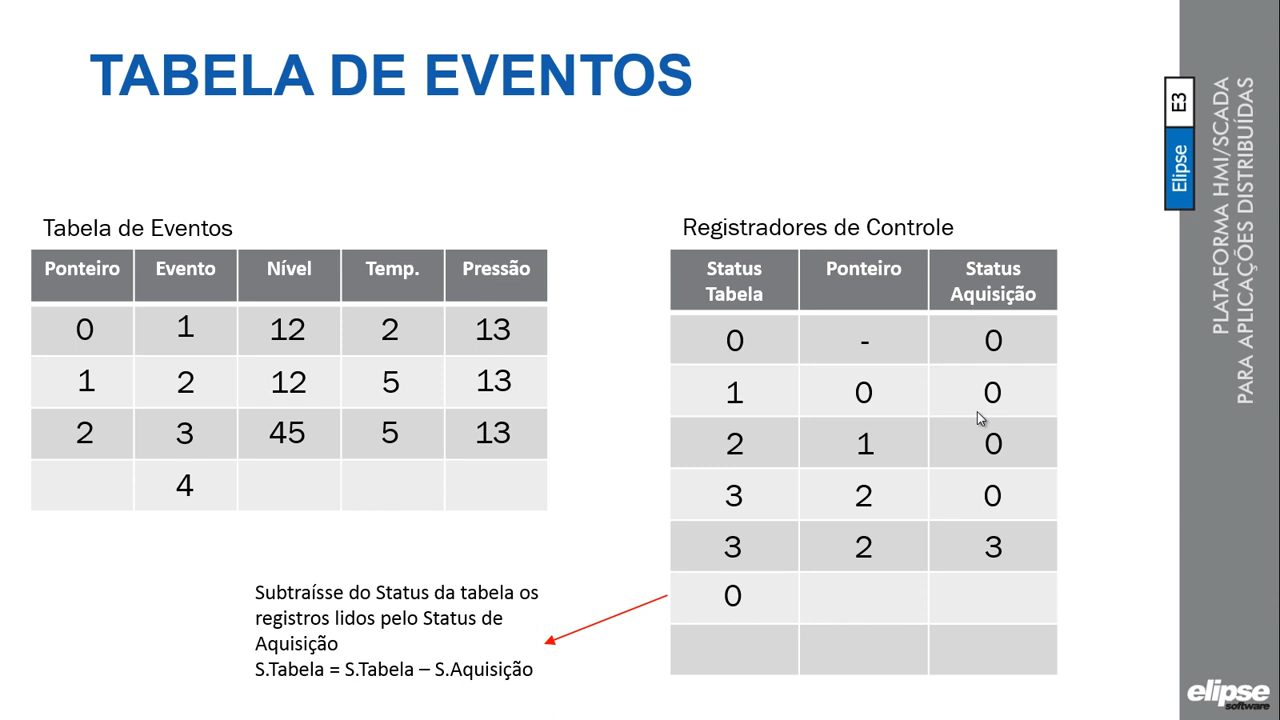 TABELA DE EVENTOS
Tabela de Eventos
Ponteiro Evento Nível Temp. Pressão
0 1 12 2 13
1 2 12 5 13
2 3 45 5 13
4
Registradores de Controle
Status Tabela Ponteiro Status Aquisição
0 - 0
1 0 0
2 1 0
3 2 0
3 2 3
0
Subtraísse do Status da tabela os
registros lidos pelo Status de
Aquisição
S.Tabela = S.Tabela – S.Aquisição
Elipse E3
PLATAFORMA HMI/SCADA
PARA APLICAÇÕES DISTRIBUÍDAS
elipse
software